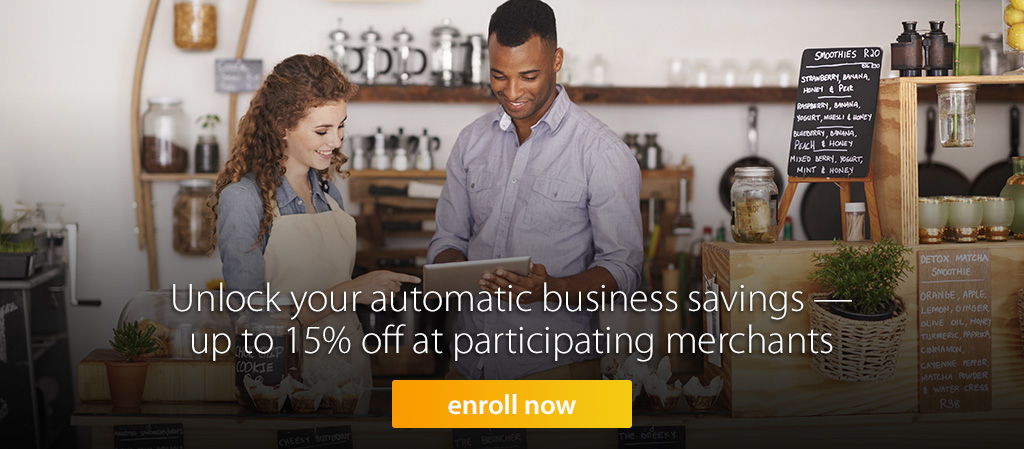 SMOOTHIES R20
STRAWBERRY, BANANA,
HONEY & PEAR
RASPBERRY, BANANA,
YOGURT, MUESLI & HONEY
BLUEBERRY, BANANA,
PEACH & HONEY
MIXED BERRY, YOGURT,
MINT & HONEY
DETOX MATCHA
SMOOTHIE
ORANGE, APPLE,
LEMON, GINGER,
OLIVE OIL, HONEY
TURMERIC, PAPRIKA
CINNAMON,
CAYENNE PEPPER,
MATCHA POWDER
& WATER CRESS
R38
Unlock your automatic business savings —
up to 15% off at participating merchants
COOKIE
enroll now